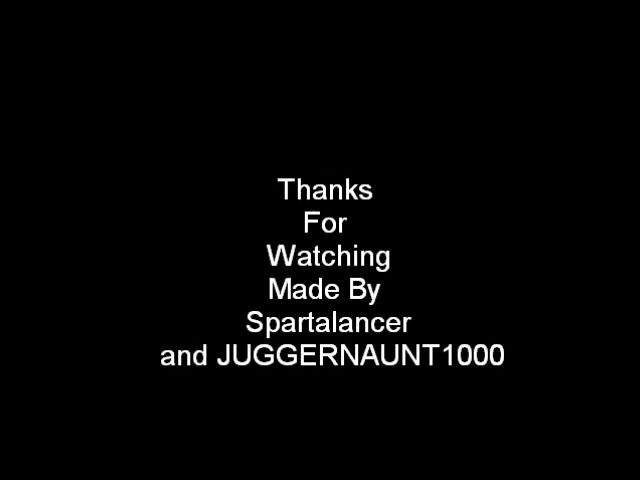 Thanks
For
Watching
Made By
Spartalancer
and JUGGERNAUNT1000